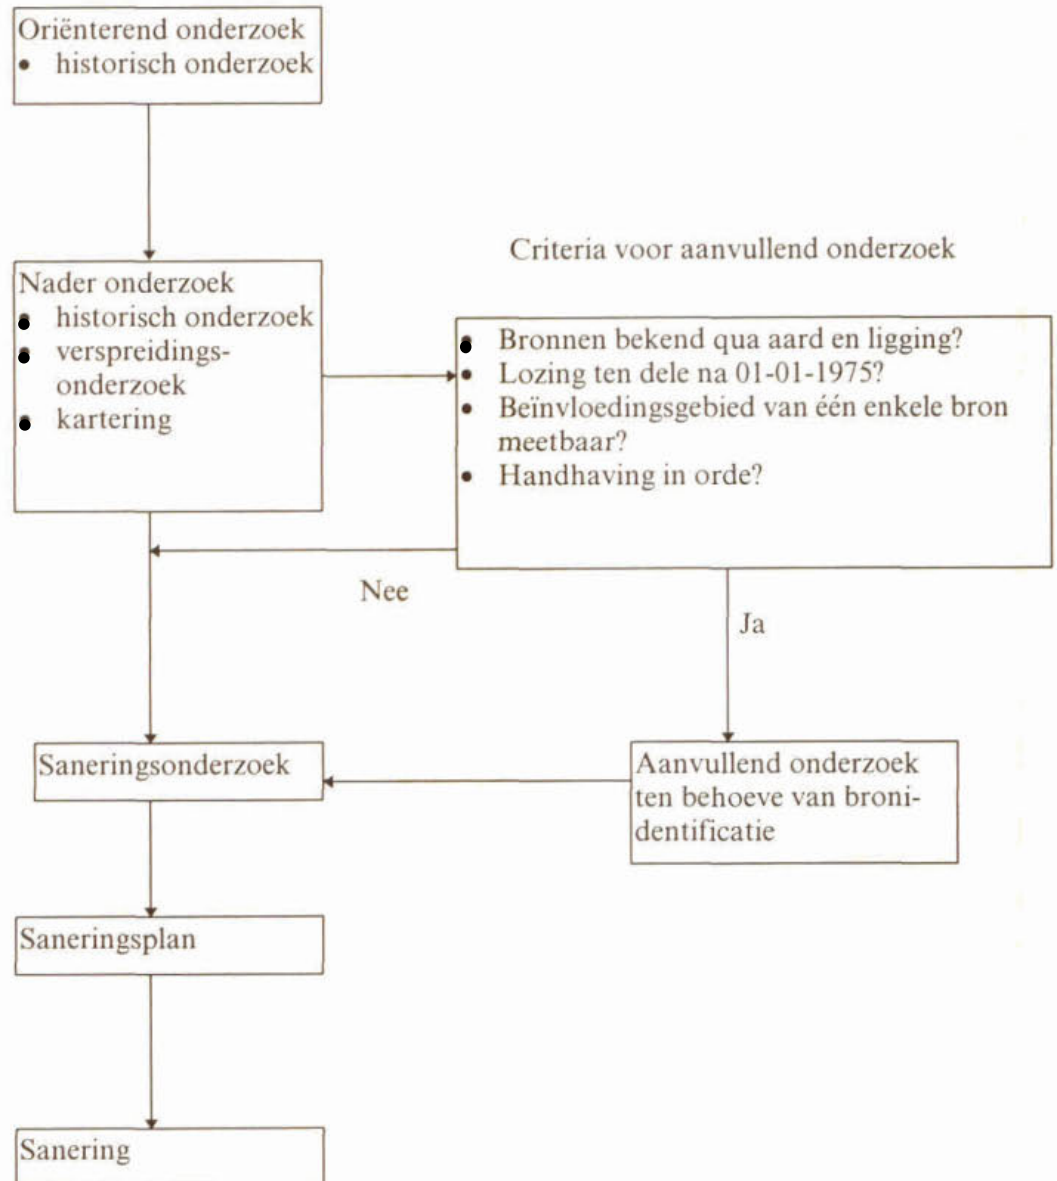 Oriënterend onderzoek
• historisch onderzoek
Nader onderzoek
• historisch onderzoek
• verspreidings-
onderzoek
• kartering
Criteria voor aanvullend onderzoek
• Bronnen bekend qua aard en ligging?
• Lozing ten dele na 01-01-1975?
• Beïnvloedingsgebied van één enkele bron
meetbaar?
• Handhaving in orde?
Nee
Ja
Saneringsonderzoek
Aanvullend onderzoek
ten behoeve van broni-
dentificatie
Saneringsplan
Sanering